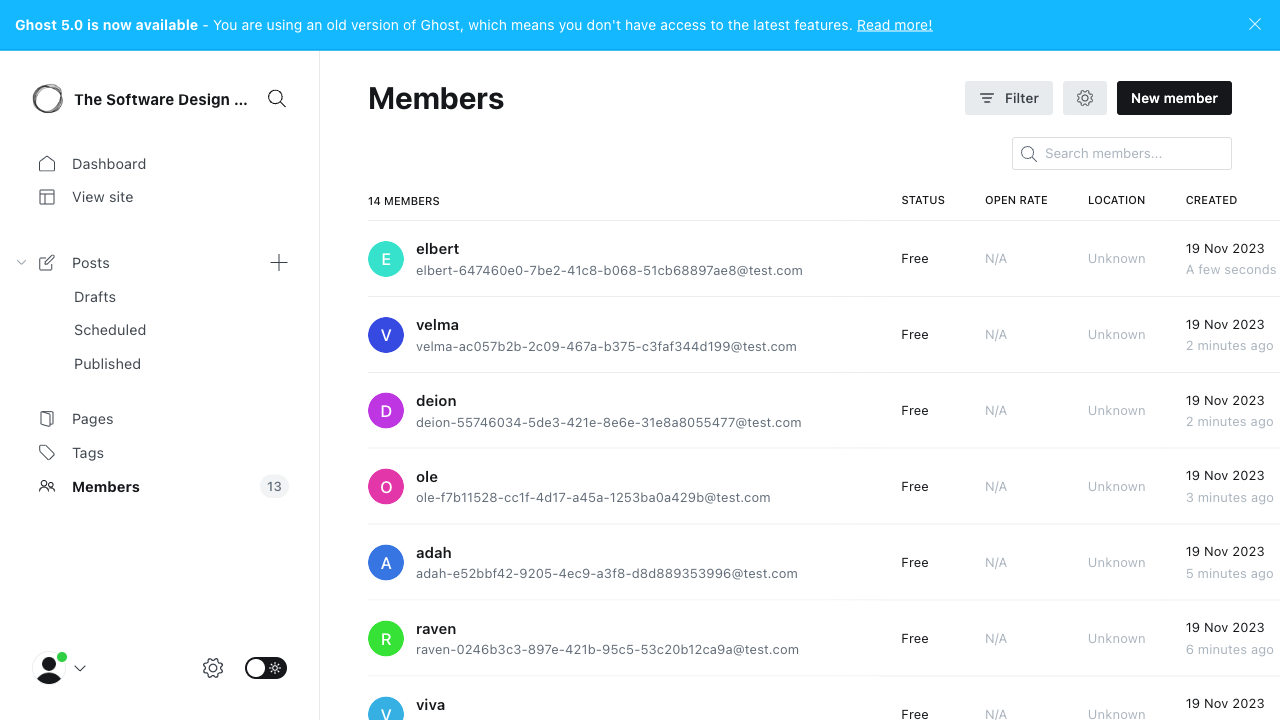 Ghost 5.0 is now available - You are using an old version of Ghost, which means you don't have access to the latest features. Read more!
The Software Design ...
Dashboard
View site
Posts
Drafts
Scheduled
Published
Pages
Tags
Members 13
Members
Filter
New member
Search members...
14 MEMBERS STATUS OPEN RATE LOCATION CREATED
E
elbert
elbert-647460e0-7be2-41c8-b068-51cb68897ae8@test.com
Free N/A Unknown
19 Nov 2023
A few seconds
V
velma
velma-ac057b2b-2c09-467a-b375-c3faf344d199@test.com
Free N/A Unknown
19 Nov 2023
2 minutes ago
D
deion
deion-55746034-5de3-421e-8e6e-31e8a8055477@test.com
Free N/A Unknown
19 Nov 2023
2 minutes ago
O
ole
ole-f7b11528-cc1f-4d17-a45a-1253ba0a429b@test.com
Free N/A Unknown
19 Nov 2023
3 minutes ago
A
adah
adah-e52bbf42-9205-4ec9-a3f8-d8d889353996@test.com
Free N/A Unknown
19 Nov 2023
5 minutes ago
R
raven
raven-0246b3c3-897e-421b-95c5-53c20b12ca9a@test.com
Free N/A Unknown
19 Nov 2023
6 minutes ago
V
viva
Free N/A Unknown
19 Nov 2023